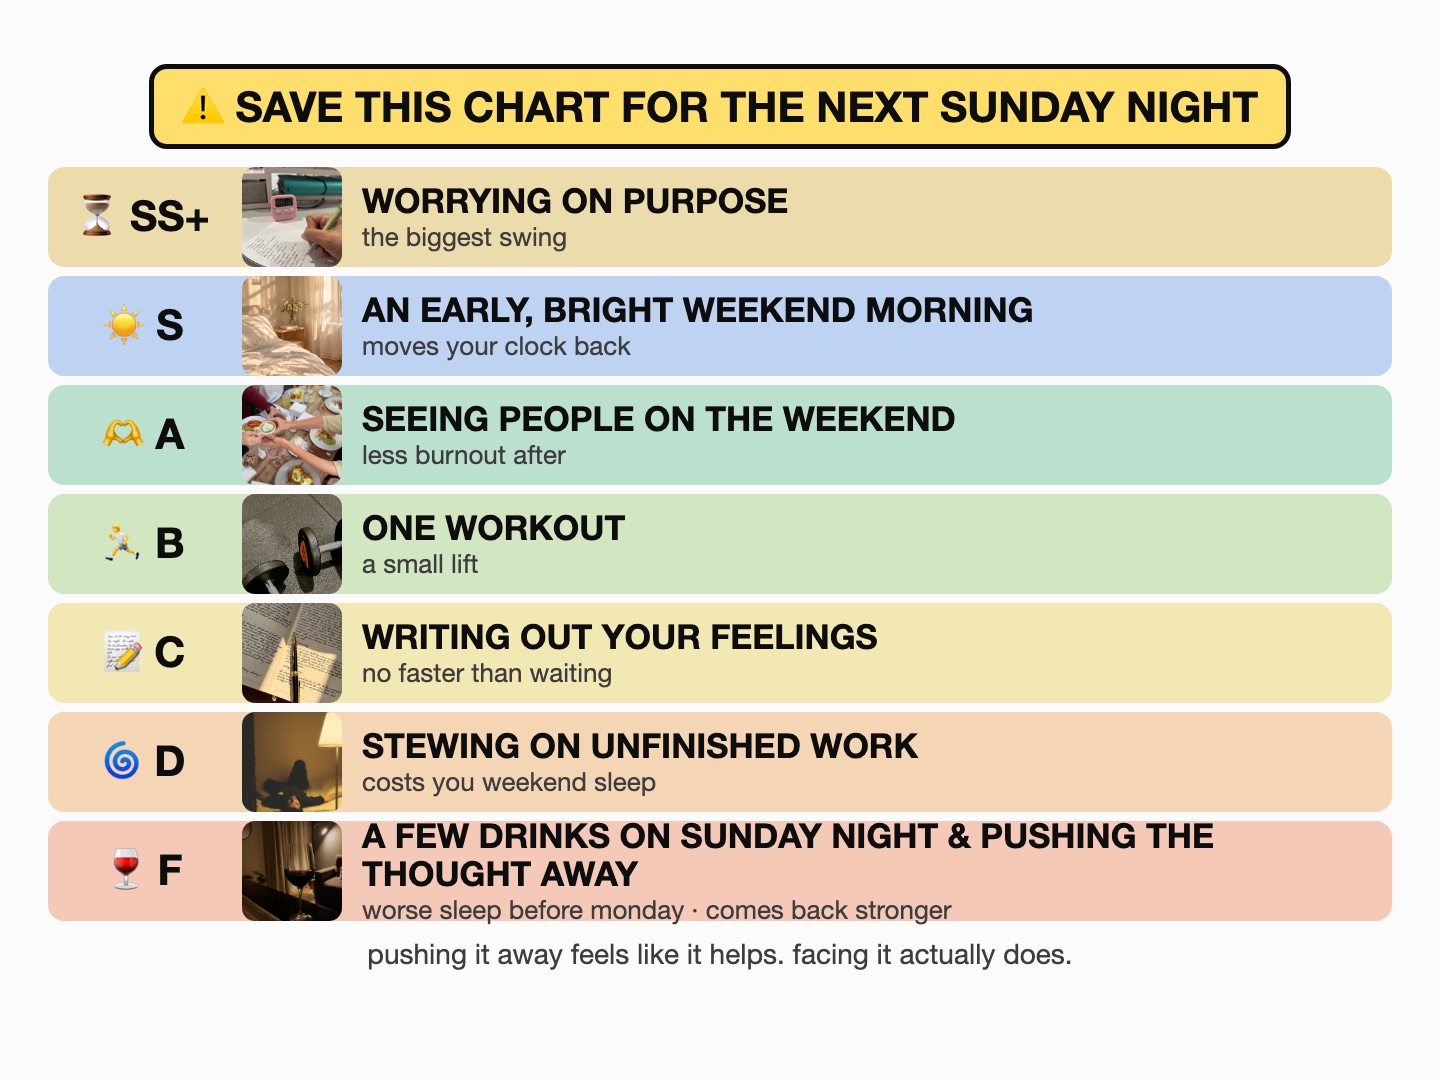 ⚠️ SAVE THIS CHART FOR THE NEXT SUNDAY NIGHT
⏳ SS+
WORRYING ON PURPOSE
the biggest swing
☀️ S
AN EARLY, BRIGHT WEEKEND MORNING
moves your clock back
🫶 A
SEEING PEOPLE ON THE WEEKEND
less burnout after
🏃 B
ONE WORKOUT
a small lift
📝 C
WRITING OUT YOUR FEELINGS
no faster than waiting
🌀 D
STEWING ON UNFINISHED WORK
costs you weekend sleep
🍷 F
A FEW DRINKS ON SUNDAY NIGHT & PUSHING THE
THOUGHT AWAY
worse sleep before monday · comes back stronger
pushing it away feels like it helps. facing it actually does.